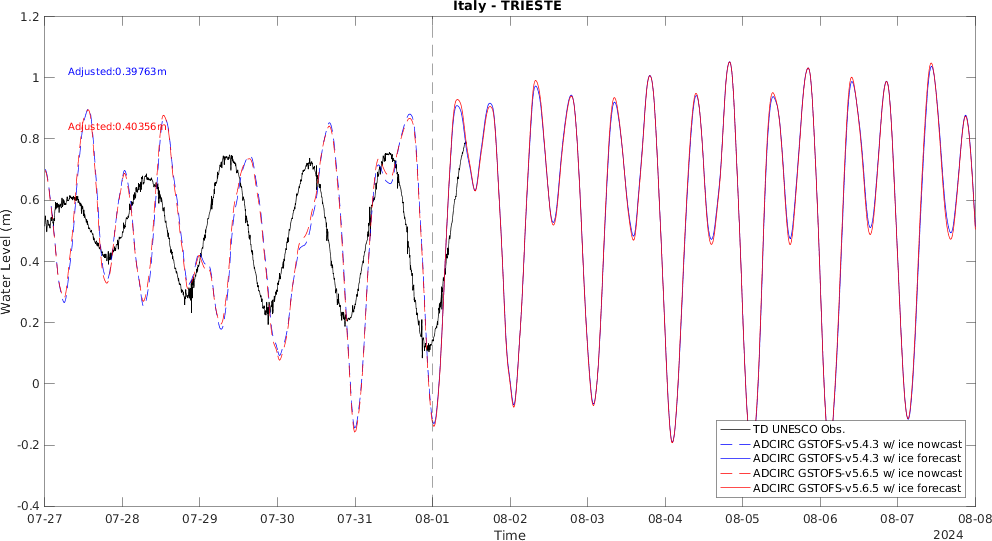 Italy - TRIESTE
1.2
1
0.8
0.6
0.4
0.2
0
-0.2
-0.4
Water Level (m)
Adjusted:0.39763m
Adjusted:0.40356m
TD UNESCO Obs.
ADCIRC GSTOFS-v5.4.3 w/ ice nowcast
ADCIRC GSTOFS-v5.4.3 w/ ice forecast
ADCIRC GSTOFS-v5.6.5 w/ ice nowcast
ADCIRC GSTOFS-v5.6.5 w/ ice forecast
07-27 07-28 07-29 07-30 07-31 08-01 08-02 08-03 08-04 08-05 08-06 08-07 08-08
Time
2024